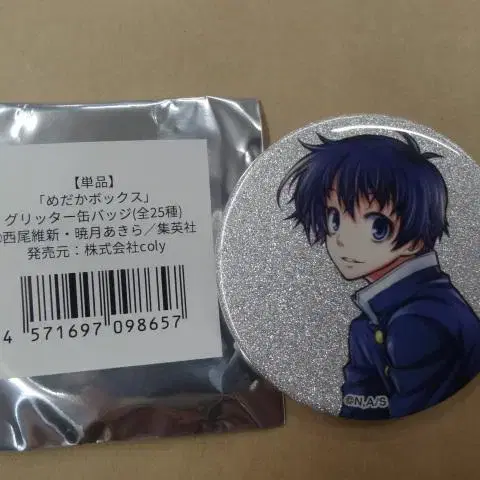 【単品】
「めだかボックス」
グリッター缶バッジ(全25種)
©西尾維新・暁月あきら／集英社
発売元：株式会社coly
4 571697 098657
©N,A/S